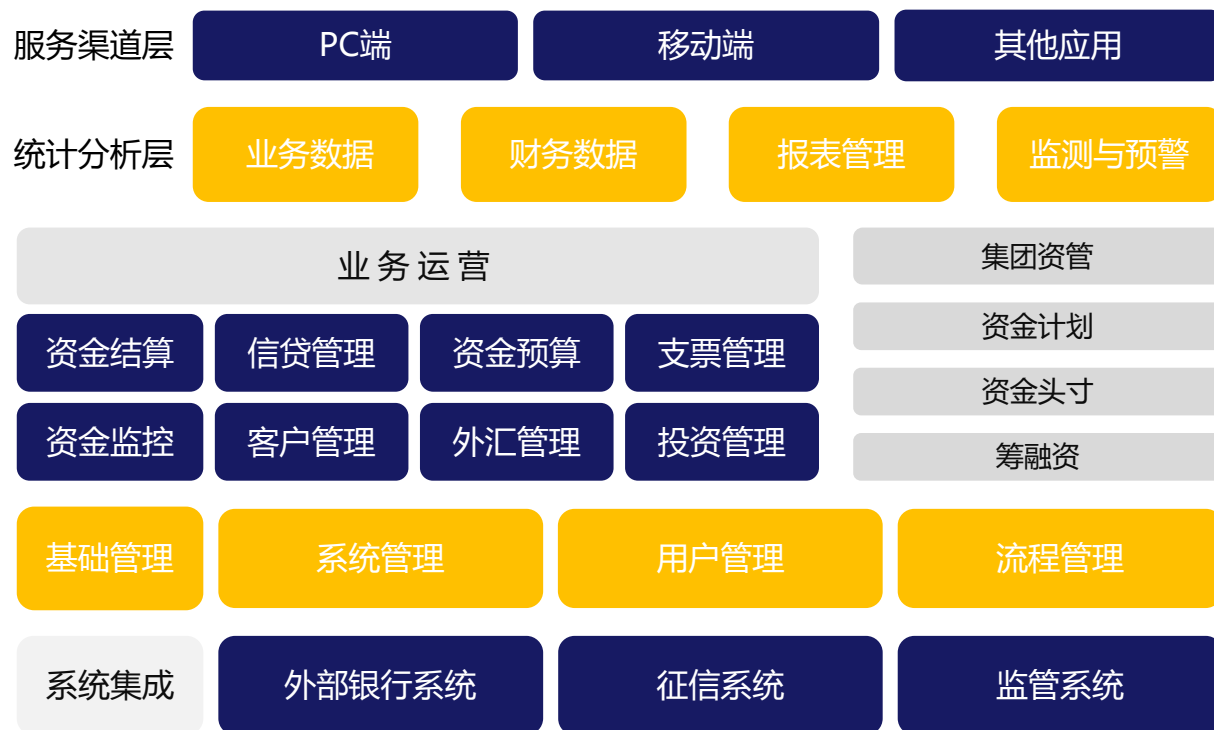 服务渠道层 PC端 移动端 其他应用
统计分析层 业务数据 财务数据 报表管理 监测与预警
业务运营
资金结算 信贷管理 资金预算 支票管理
资金监控 客户管理 外汇管理 投资管理
集团资管
资金计划
资金头寸
筹融资
基础管理 系统管理 用户管理 流程管理
系统集成 外部银行系统 征信系统 监管系统